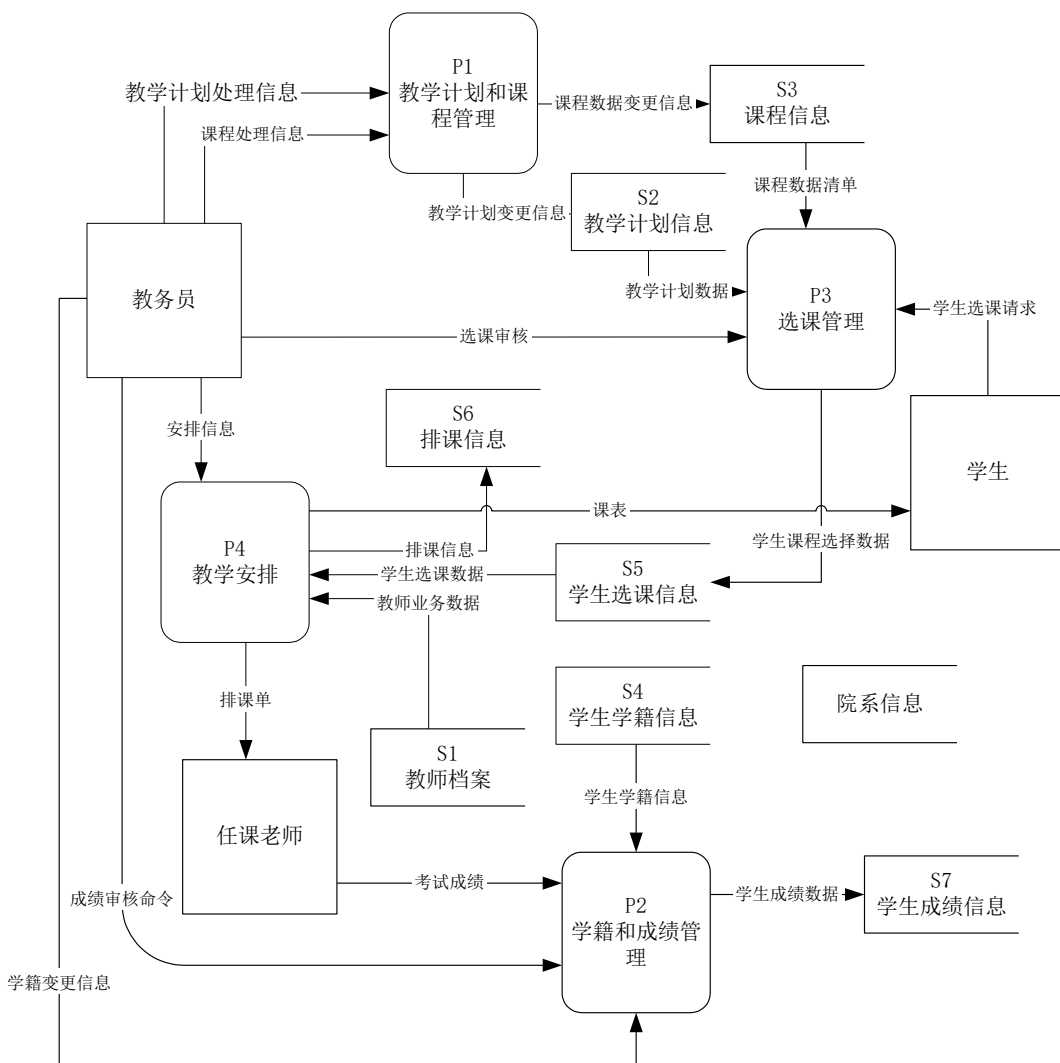 P1
教学计划和课
程管理
教学计划处理信息
课程数据变更信息
S3
课程信息
课程处理信息
教学计划变更信息
S2
教学计划信息
课程数据清单
教务员
教学计划数据
P3
选课管理
学生选课请求
选课审核
安排信息
S6
排课信息
学生
P4
教学安排
课表
排课信息
学生选课数据
教师业务数据
S5
学生选课信息
学生课程选择数据
排课单
S4
学生学籍信息
院系信息
S1
教师档案
学生学籍信息
任课老师
考试成绩
成绩审核命令
P2
学籍和成绩管
理
学生成绩数据
S7
学生成绩信息
学籍变更信息